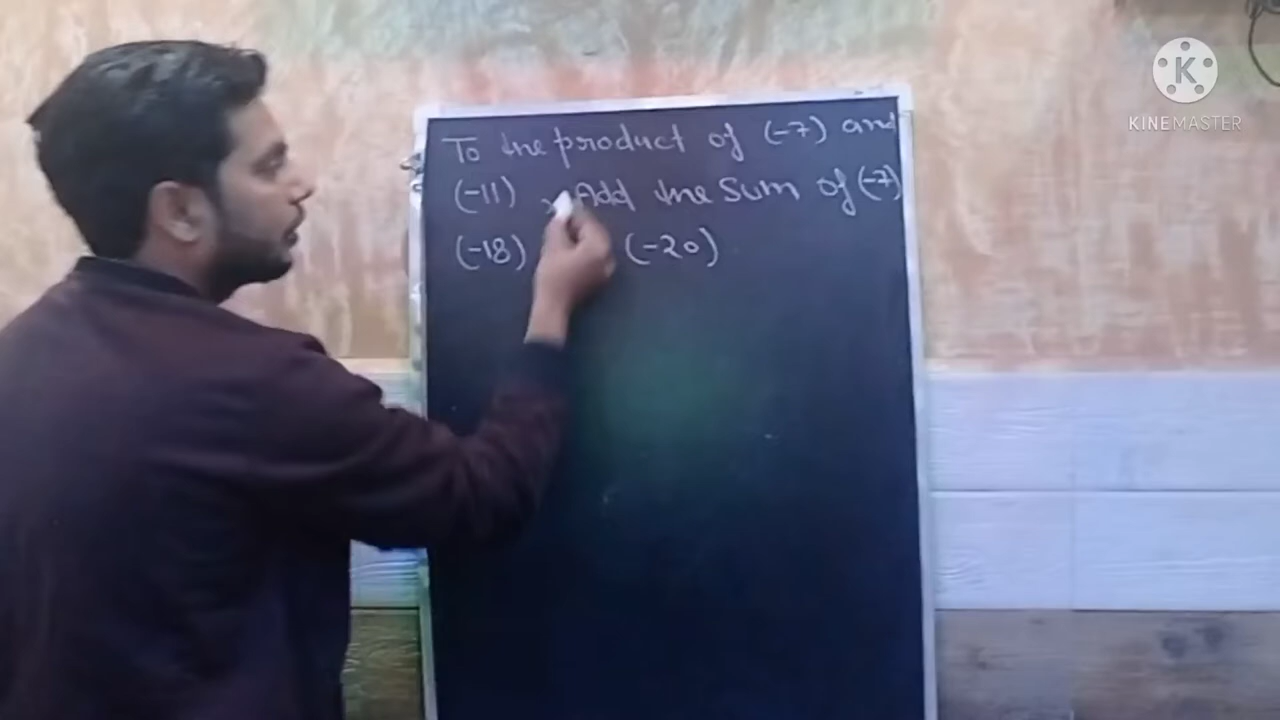 To the product of (-7) and
(-11) , Add the Sum of (-7)
(-18) (-20)
KINEMASTER